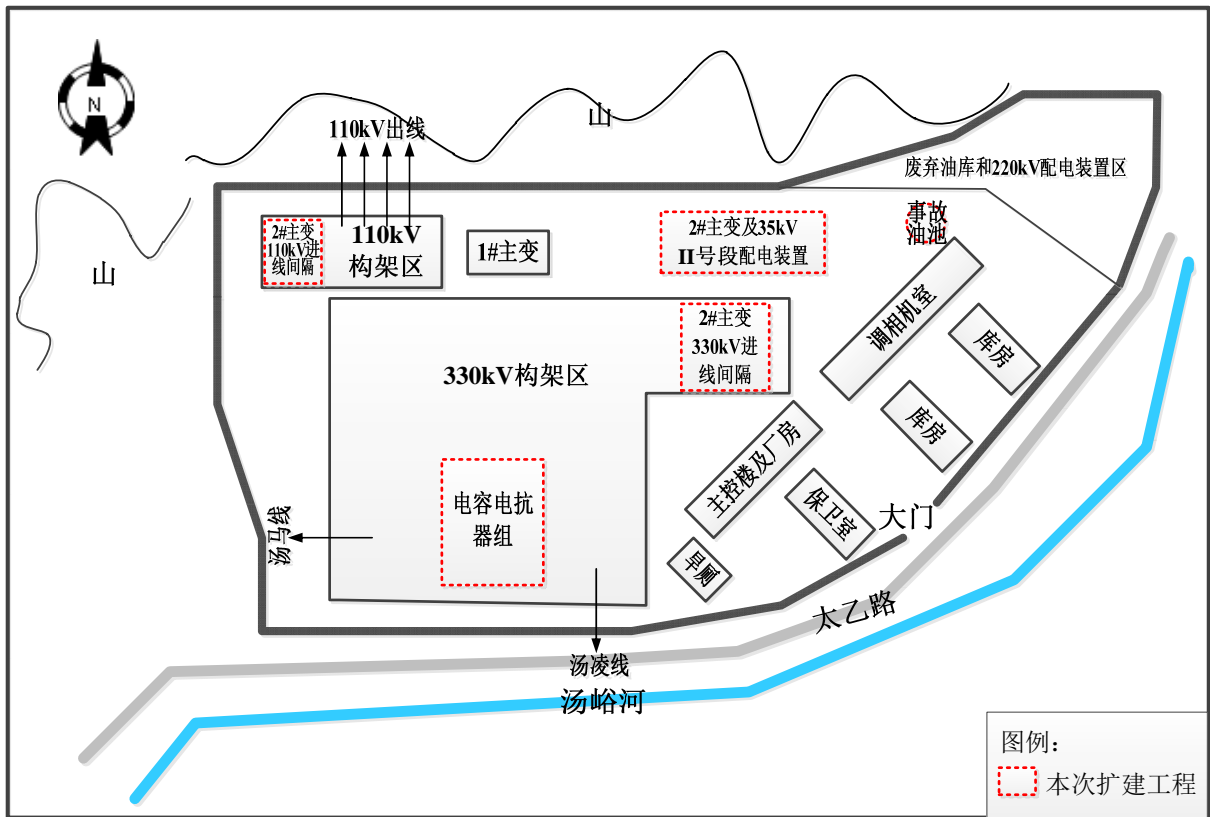 N
山
110kV出线
废弃油库和220kV配电装置区
山
2#主变
110kV进
线间隔
110kV
构架区
1#主变
2#主变及35kV
II号段配电装置
事故
油池
调相机室
库房
库房
2#主变
330kV进
线间隔
330kV构架区
电容电抗
器组
主控楼及厂房
保卫室
旱厕
大门
汤马线
汤凌线
太乙路
汤峪河
图例：
本次扩建工程